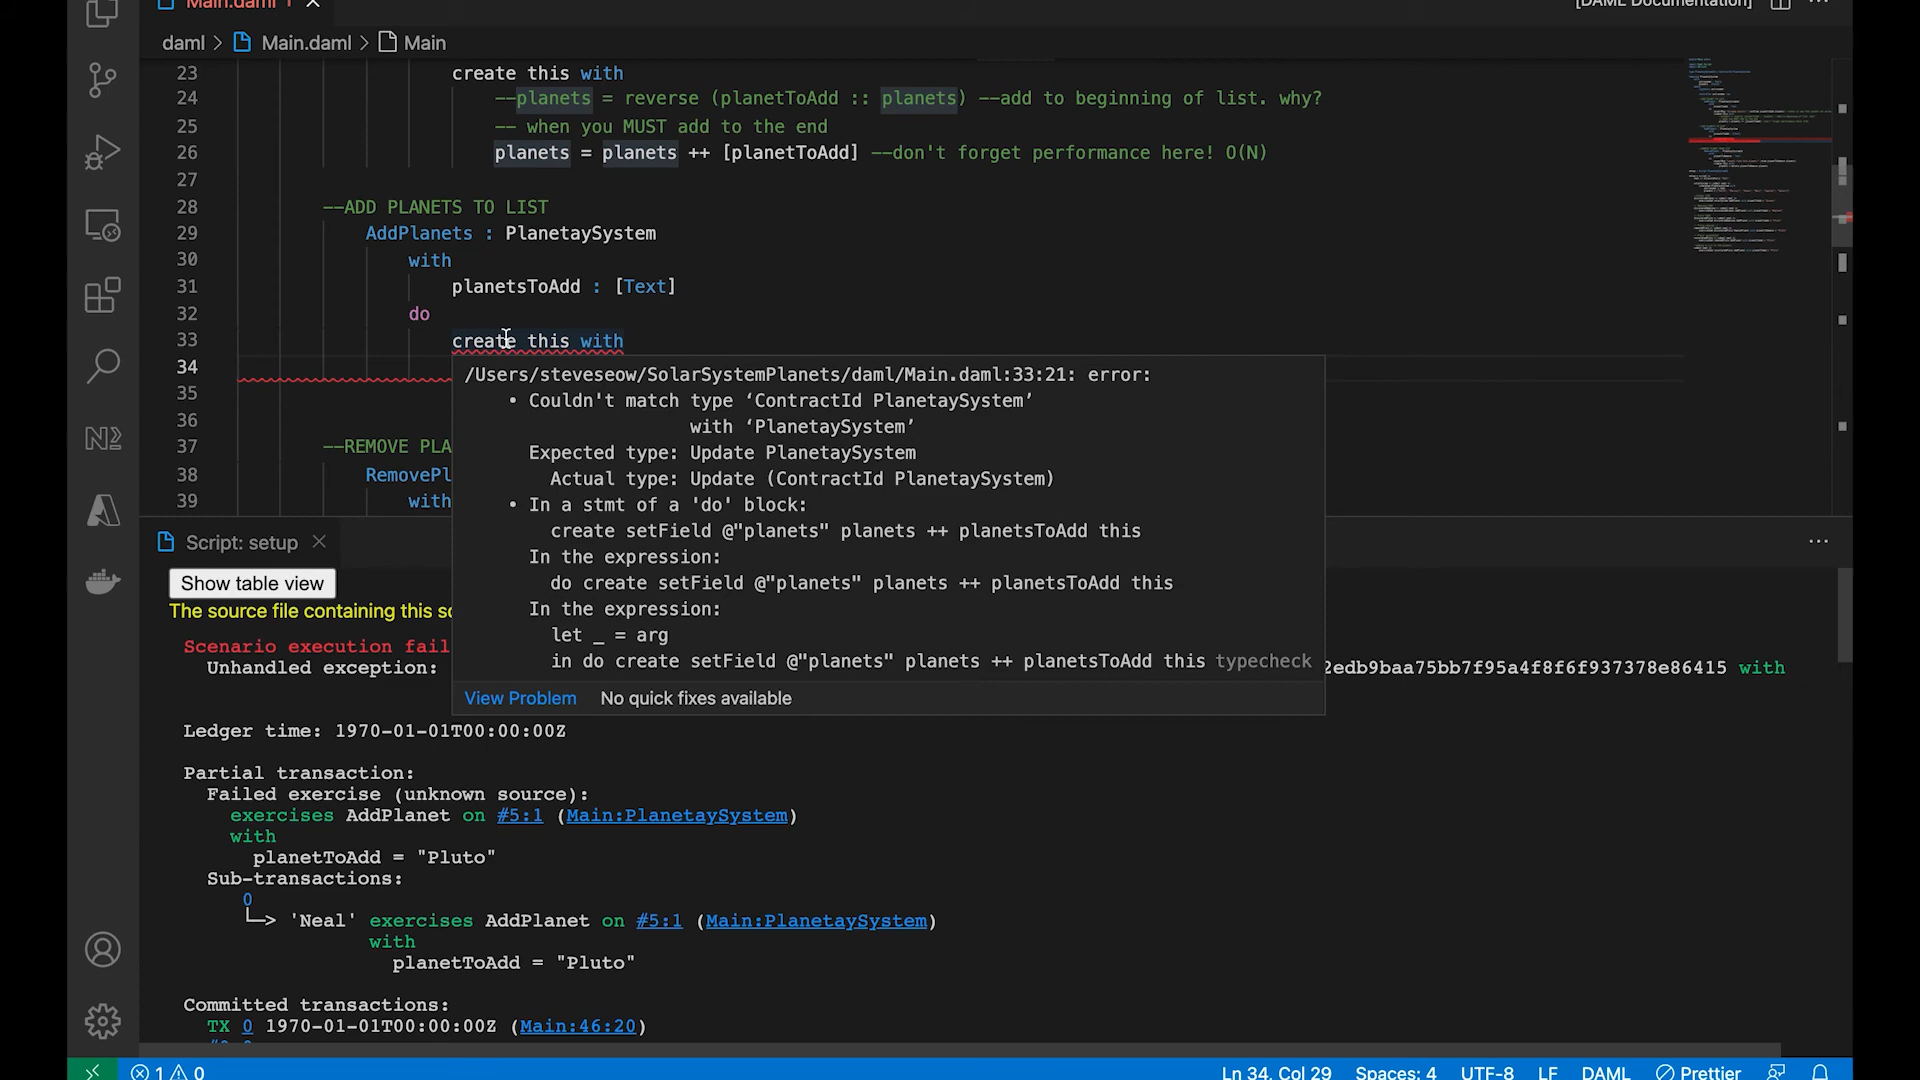 Main.daml 1
[DAML Documentation]
daml > Main.daml > Main
23 create this with
24 --planets = reverse (planetToAdd :: planets) --add to beginning of list. why?
25 -- when you MUST add to the end
26 planets = planets ++ [planetToAdd] --don't forget performance here! O(N)
27
28 --ADD PLANETS TO LIST
29 AddPlanets : PlanetaySystem
30 with
31 planetsToAdd : [Text]
32 do
33 create this with
34
35
36
37 --REMOVE PLA
38 RemovePl
39 with
/Users/steveseow/SolarSystemPlanets/daml/Main.daml:33:21: error:
• Couldn't match type ‘ContractId PlanetaySystem’
with ‘PlanetaySystem’
Expected type: Update PlanetaySystem
Actual type: Update (ContractId PlanetaySystem)
• In a stmt of a 'do' block:
create setField @"planets" planets ++ planetsToAdd this
In the expression:
do create setField @"planets" planets ++ planetsToAdd this
In the expression:
let _ = arg
in do create setField @"planets" planets ++ planetsToAdd this typecheck
View Problem No quick fixes available
Script: setup
Show table view
The source file containing this sc
Scenario execution fail
Unhandled exception: 2edb9baa75bb7f95a4f8f6f937378e86415 with
Ledger time: 1970-01-01T00:00:00Z
Partial transaction:
Failed exercise (unknown source):
exercises AddPlanet on #5:1 (Main:PlanetaySystem)
with
planetToAdd = "Pluto"
Sub-transactions:
0
└─> 'Neal' exercises AddPlanet on #5:1 (Main:PlanetaySystem)
with
planetToAdd = "Pluto"
Committed transactions:
TX 0 1970-01-01T00:00:00Z (Main:46:20)
1 0
Ln 34, Col 29 Spaces: 4 UTF-8 LF DAML Prettier